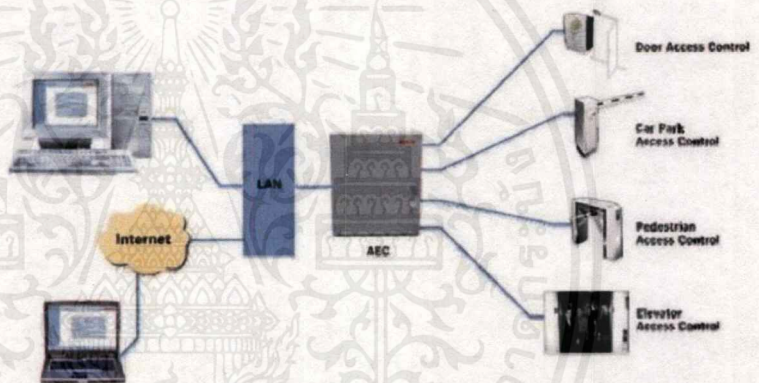 Door Access Control
Car Park
Access Control
LAN
Internet
AEC
Pedestrian
Access Control
Elevator
Access Control